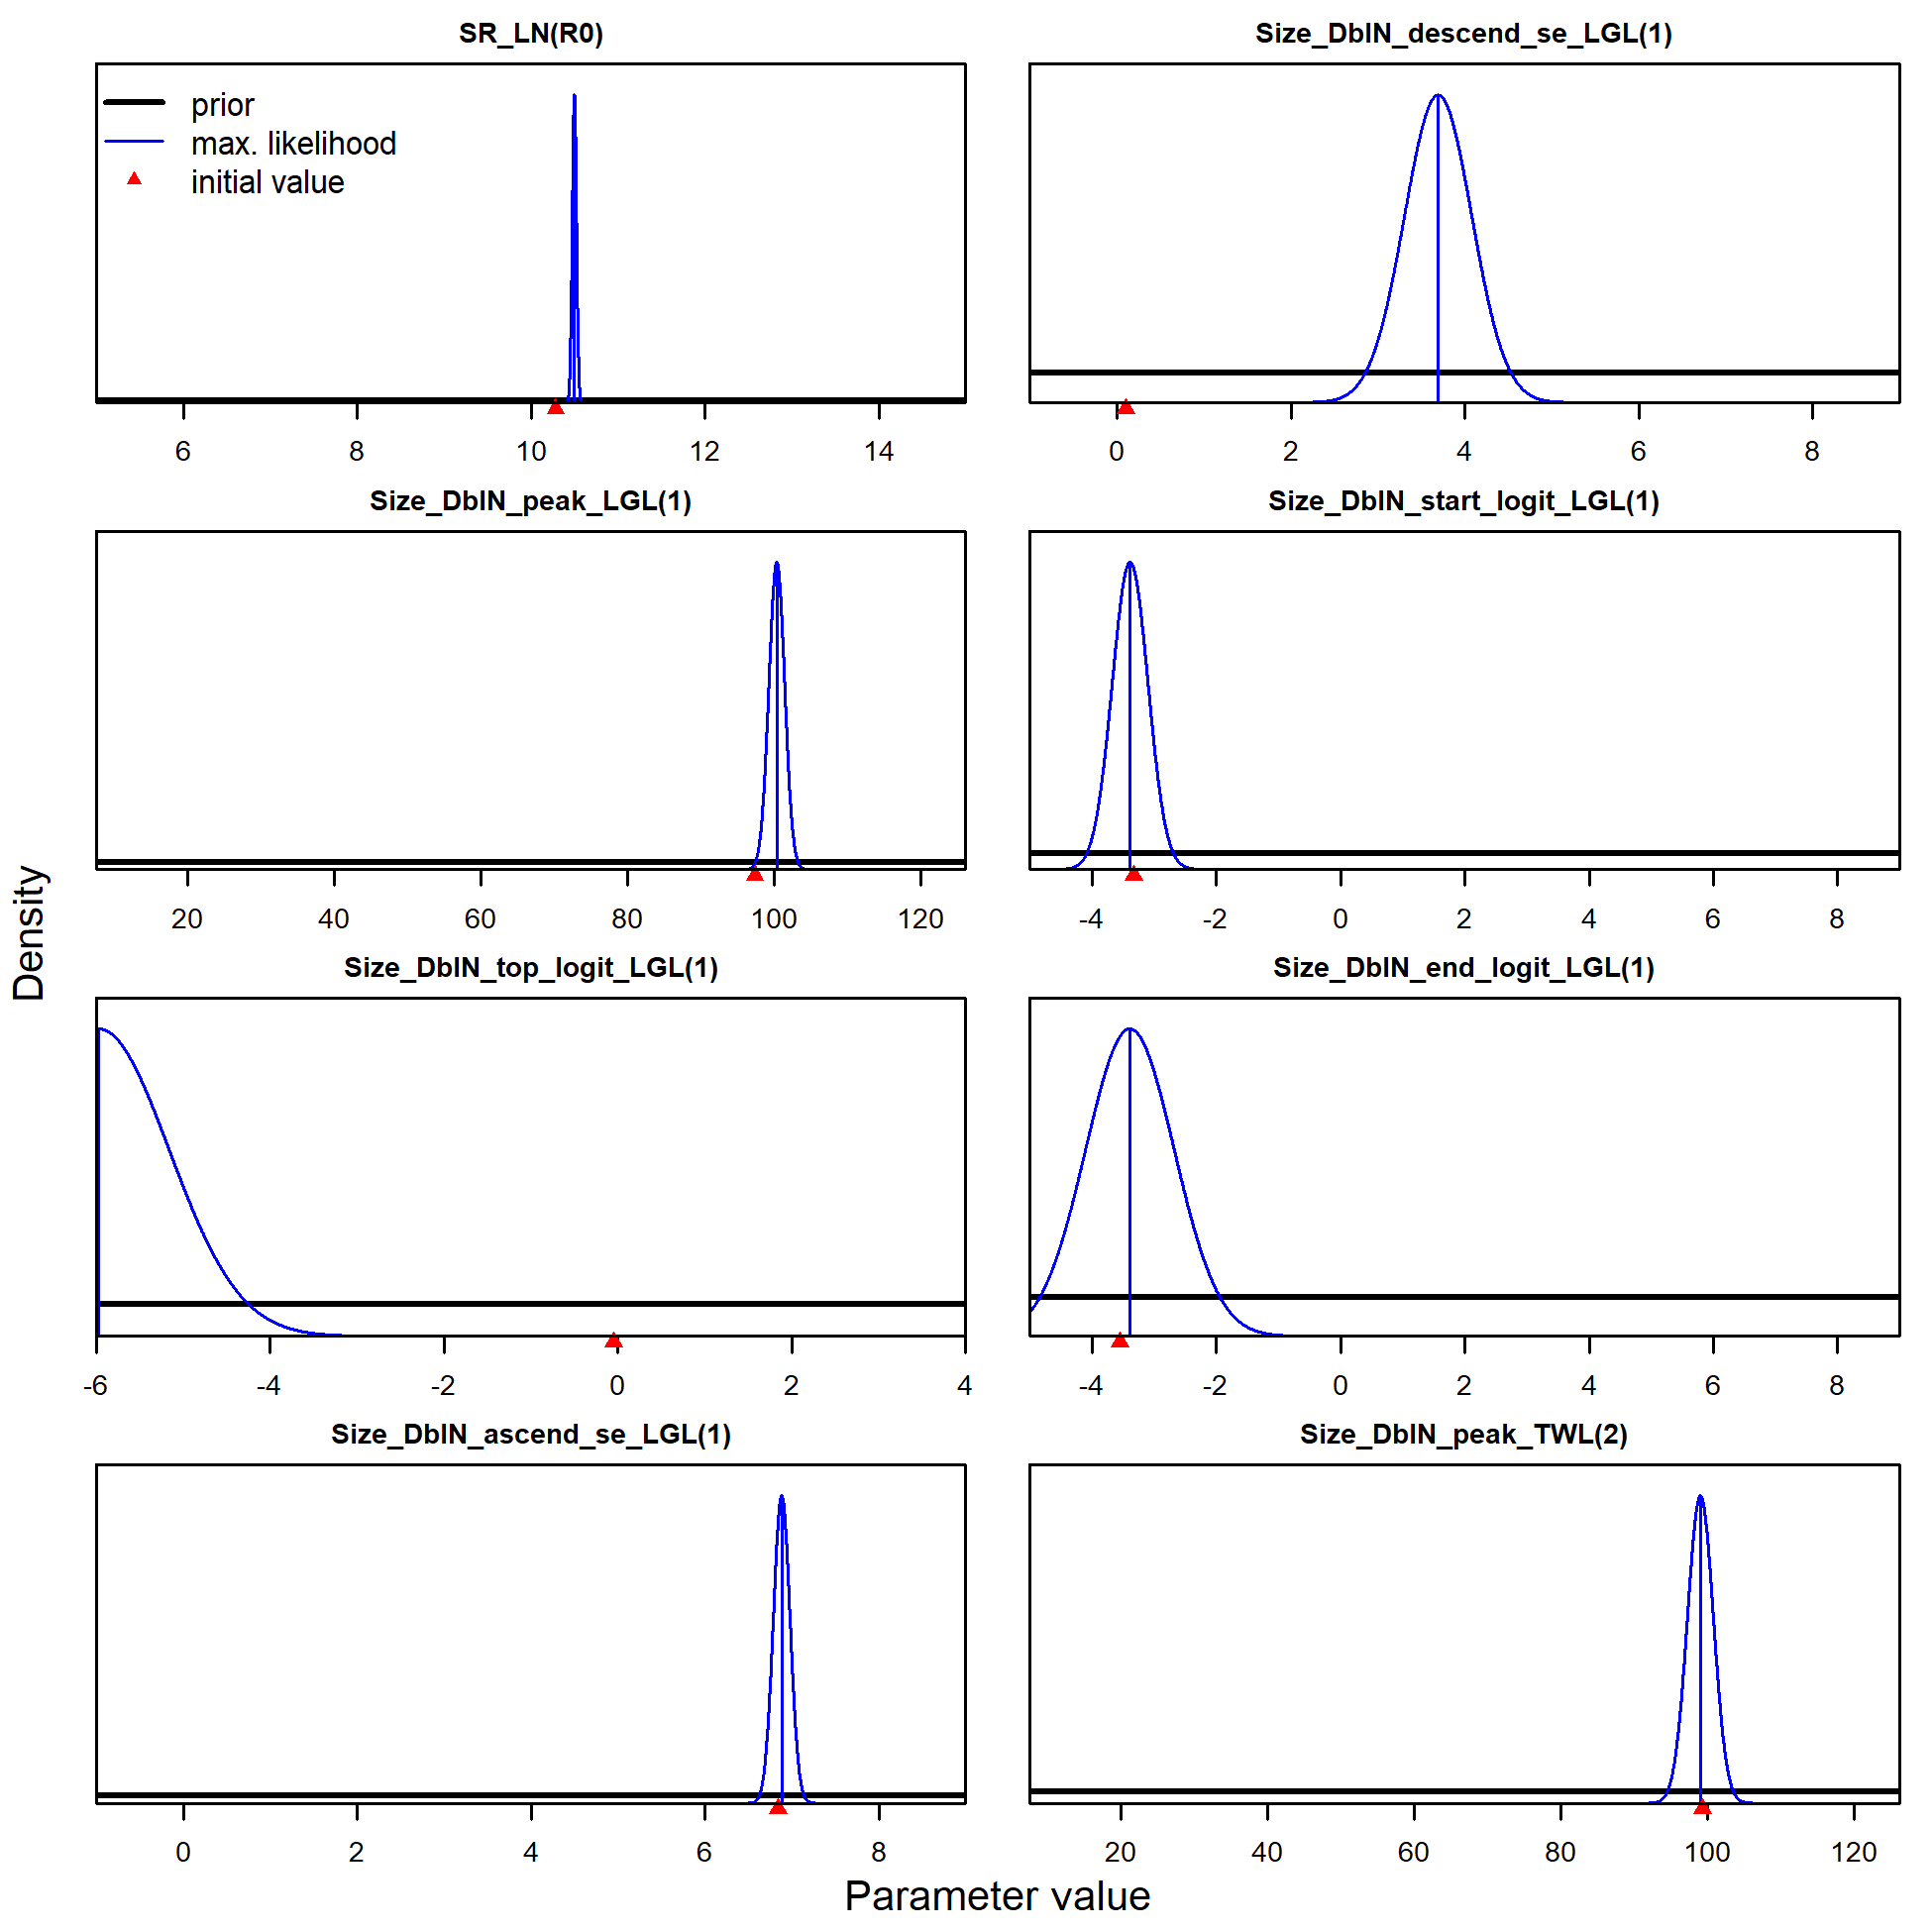 SR_LN(R0)
prior
max. likelihood
initial value
6 8 10 12 14
Size_DblN_descend_se_LGL(1)
0 2 4 6 8
Size_DblN_peak_LGL(1)
20 40 60 80 100 120
Size_DblN_start_logit_LGL(1)
-4 -2 0 2 4 6 8
Size_DblN_top_logit_LGL(1)
-6 -4 -2 0 2 4
Size_DblN_end_logit_LGL(1)
-4 -2 0 2 4 6 8
Size_DblN_ascend_se_LGL(1)
0 2 4 6 8
Size_DblN_peak_TWL(2)
20 40 60 80 100 120
Density
Parameter value